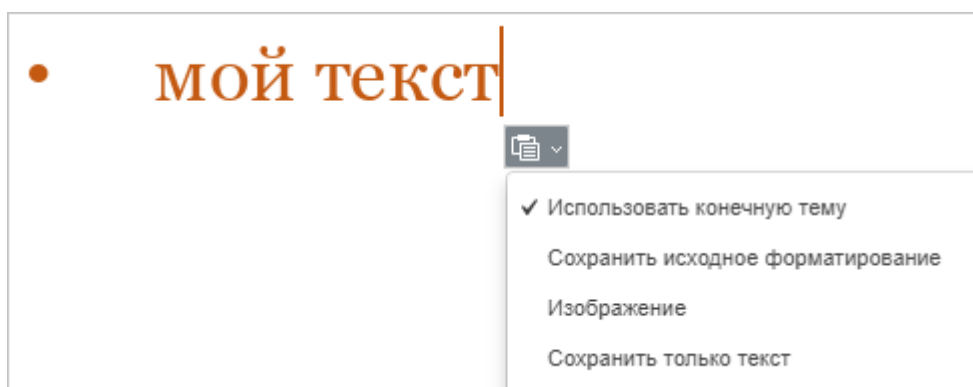 • мой текст
✓ Использовать конечную тему
Сохранить исходное форматирование
Изображение
Сохранить только текст